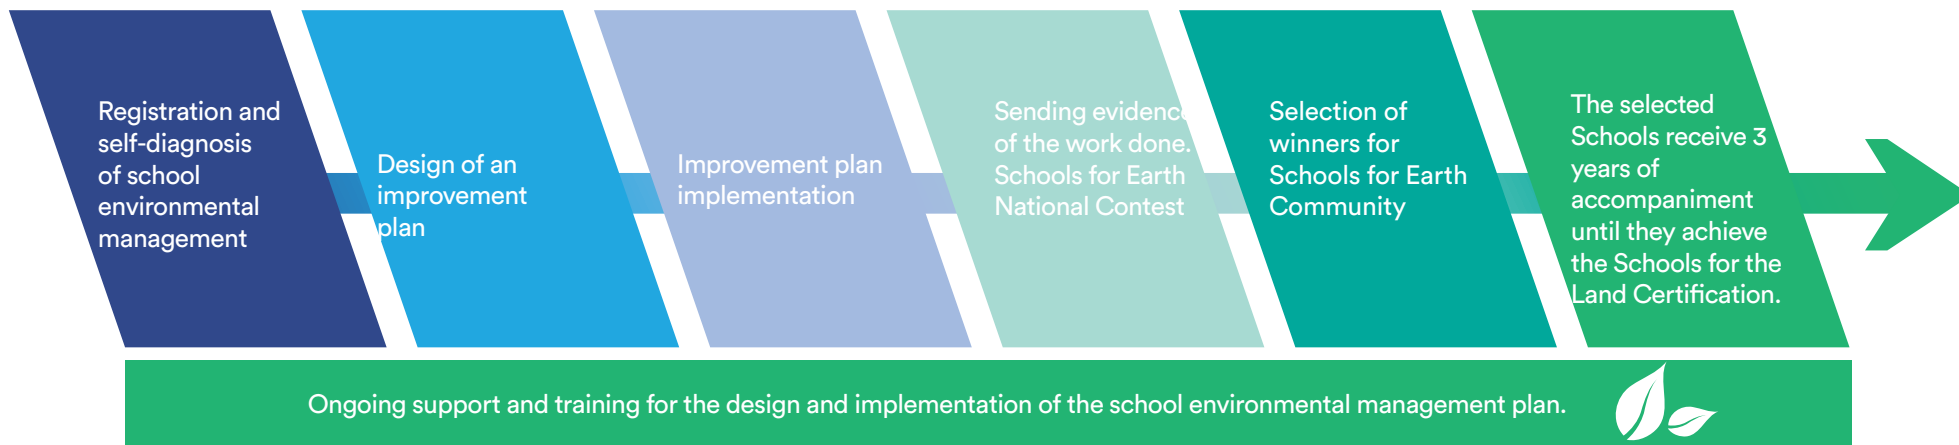 Registration and
self-diagnosis
of school
environmental
management
Design of an
improvement
plan
Improvement plan
implementation
Sending evidence
of the work done.
Schools for Earth
National Contest
Selection of
winners for
Schools for Earth
Community
The selected
Schools receive 3
years of
accompaniment
until they achieve
the Schools for the
Land Certification.
Ongoing support and training for the design and implementation of the school environmental management plan.